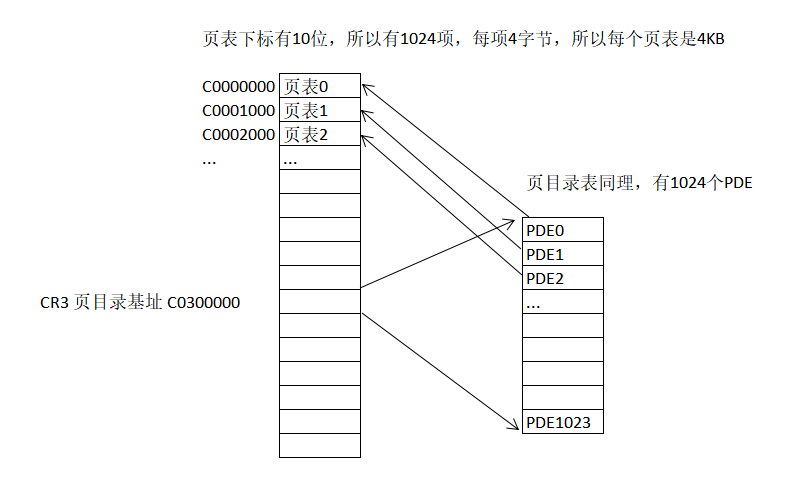 页表下标有10位，所以有1024项，每项4字节，所以每个页表是4KB
C0000000 页表0
C0001000 页表1
C0002000 页表2
... ...
页目录表同理，有1024个PDE
PDE0
PDE1
PDE2
...
CR3 页目录基址 C0300000
PDE1023